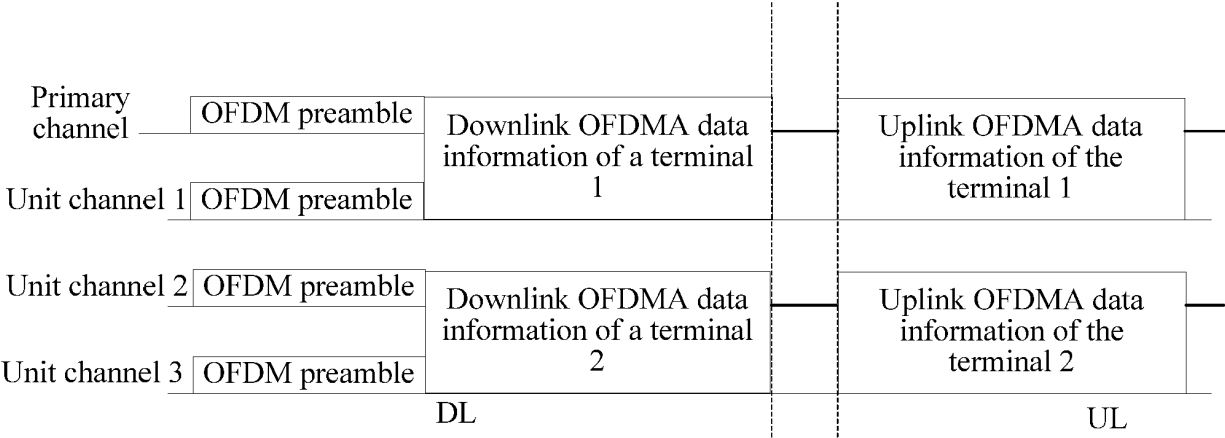 Primary
channel
OFDM preamble
Downlink OFDMA data
information of a terminal
1
Uplink OFDMA data
information of the
terminal 1
Unit channel 1
OFDM preamble
Unit channel 2
OFDM preamble
Downlink OFDMA data
information of a terminal
2
Uplink OFDMA data
information of the
terminal 2
Unit channel 3
OFDM preamble
DL
UL